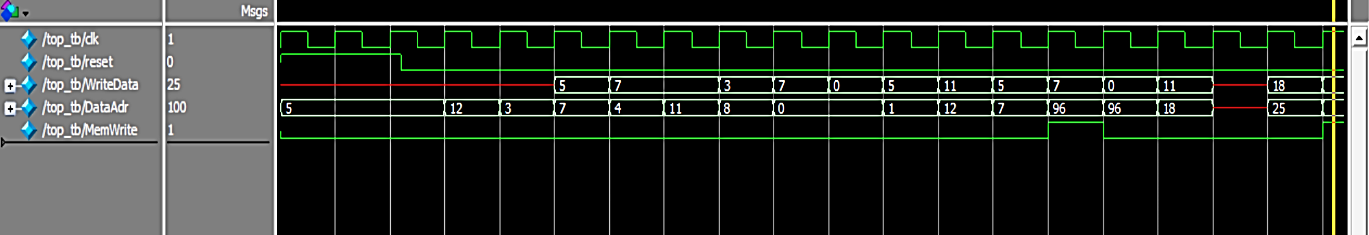 Msgs
/top_tb/clk 1
/top_tb/reset 0
/top_tb/WriteData 25 5 7 3 7 0 5 11 5 7 0 11 18
/top_tb/DataAdr 100 5 12 3 7 4 11 8 0 1 12 7 96 96 18 25
/top_tb/MemWrite 1